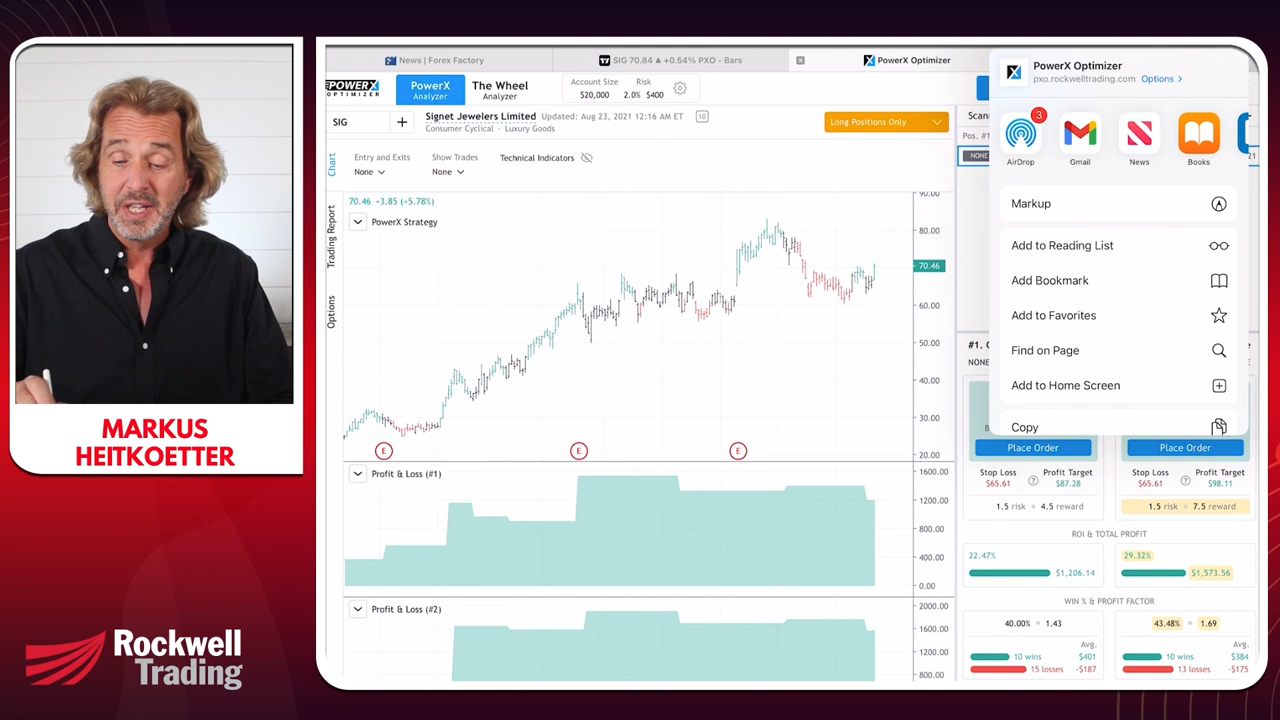 MARKUS
HEITKOETTER
Rockwell
Trading
News | Forex Factory
SIG 70.84 ▲ +0.54% PXO - Bars
PowerX Optimizer
POWERX
OPTIMIZER
PowerX
Analyzer
The Wheel
Analyzer
Account Size
$20,000
Risk
2.0% $400
SIG
+
Signet Jewelers Limited
Updated: Aug 23, 2021 12:16 AM ET
10
Consumer Cyclical • Luxury Goods
Long Positions Only
Chart
Trading Report
Options
Entry and Exits
None
Show Trades
None
Technical Indicators
70.46 +3.85 (+5.78%)
PowerX Strategy
90.00
80.00
70.46
60.00
50.00
40.00
30.00
20.00
E
E
E
Profit & Loss (#1)
1600.00
1200.00
800.00
400.00
0.00
Profit & Loss (#2)
2000.00
1600.00
1200.00
800.00
Pos. #1
NONE
#1.
NONE
PowerX Optimizer
pxo.rockwelltrading.com Options >
3
AirDrop
Gmail
News
Books
Markup
Add to Reading List
Add Bookmark
Add to Favorites
Find on Page
Add to Home Screen
Copy
Place Order
Place Order
Stop Loss
$65.61
Profit Target
$87.28
1.5 risk • 4.5 reward
Stop Loss
$65.61
Profit Target
$98.11
1.5 risk • 7.5 reward
ROI & TOTAL PROFIT
22.47%
$1,206.14
29.32%
$1,573.56
WIN % & PROFIT FACTOR
40.00% • 1.43
Avg.
10 wins $401
15 losses -$187
43.48% • 1.69
Avg.
10 wins $384
13 losses -$175